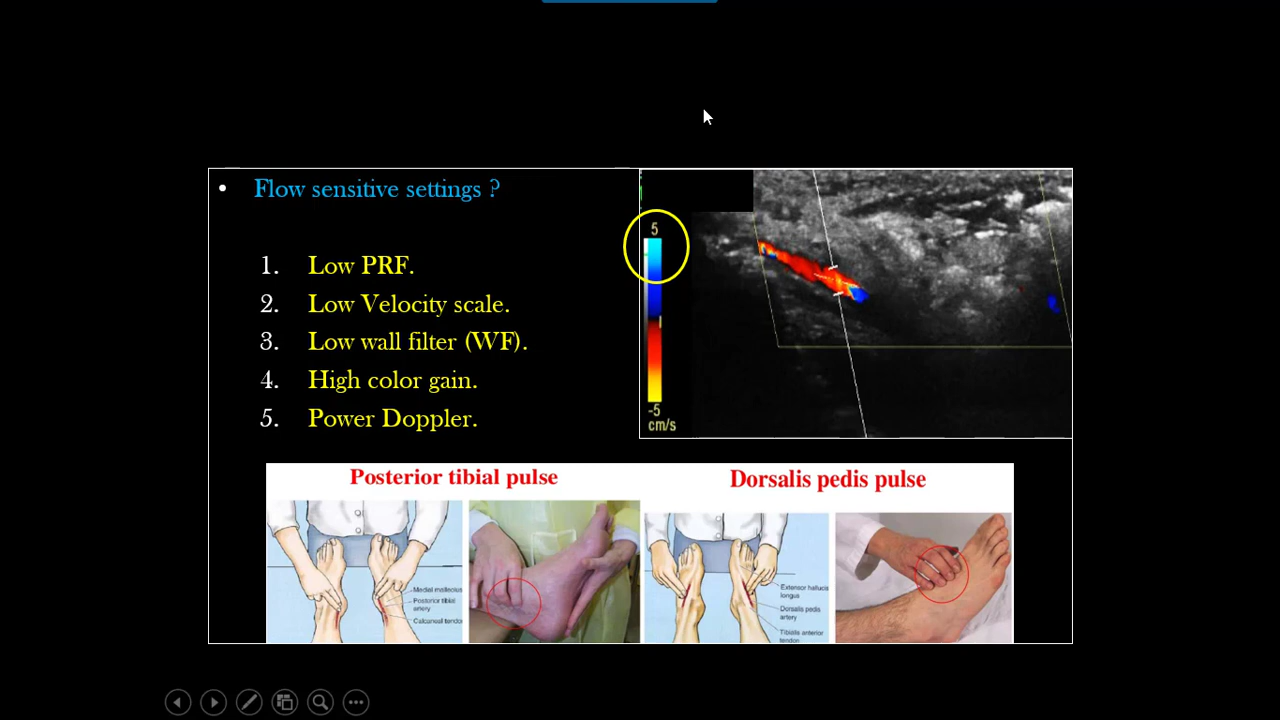 • Flow sensitive settings ?
1. Low PRF.
2. Low Velocity scale.
3. Low wall filter (WF).
4. High color gain.
5. Power Doppler.
5
-5
cm/s
Posterior tibial pulse
Medial malleolus
Posterior tibial
artery
Calcaneal tendo
Dorsalis pedis pulse
Extensor hallucis
longus
Dorsalis pedis
artery
Tibialis anterior
tendon